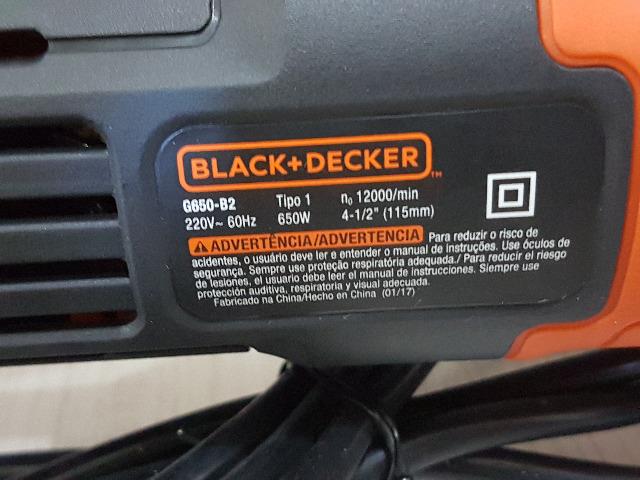 BLACK+DECKER™
G650-B2 Tipo 1 n₀ 12000/min
220V~ 60Hz 650W 4-1/2" (115mm)
ADVERTÊNCIA/ADVERTENCIA Para reduzir o risco de
acidentes, o usuário deve ler e entender o manual de instruções. Use óculos de
segurança. Sempre use proteção respiratória adequada./ Para reducir el riesgo
de lesiones, el usuario debe leer el manual de instrucciones. Siempre use
protección auditiva, respiratoria y visual adecuada.
Fabricado na China/Hecho en China (01/17)